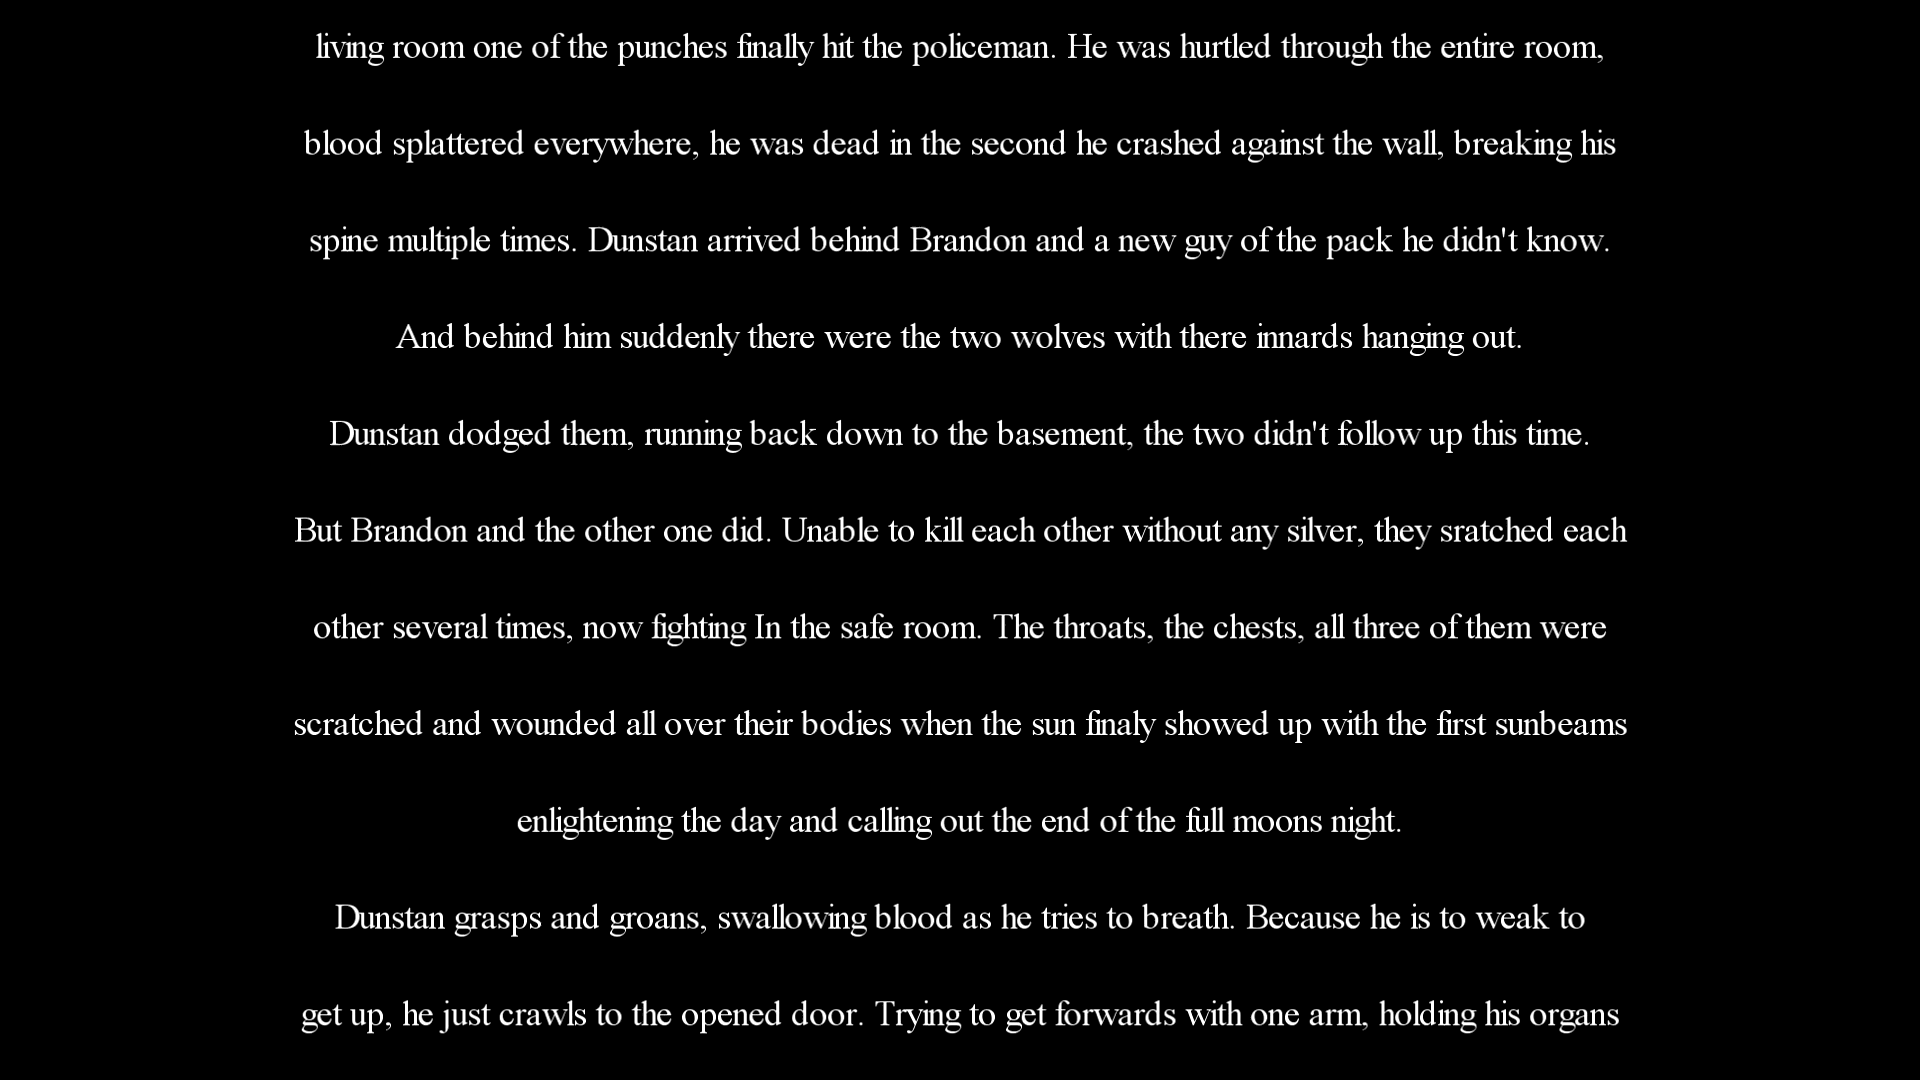 living room one of the punches finally hit the policeman. He was hurtled through the entire room,
blood splattered everywhere, he was dead in the second he crashed against the wall, breaking his
spine multiple times. Dunstan arrived behind Brandon and a new guy of the pack he didn't know.
And behind him suddenly there were the two wolves with there innards hanging out.
Dunstan dodged them, running back down to the basement, the two didn't follow up this time.
But Brandon and the other one did. Unable to kill each other without any silver, they sratched each
other several times, now fighting In the safe room. The throats, the chests, all three of them were
scratched and wounded all over their bodies when the sun finaly showed up with the first sunbeams
enlightening the day and calling out the end of the full moons night.
Dunstan grasps and groans, swallowing blood as he tries to breath. Because he is to weak to
get up, he just crawls to the opened door. Trying to get forwards with one arm, holding his organs